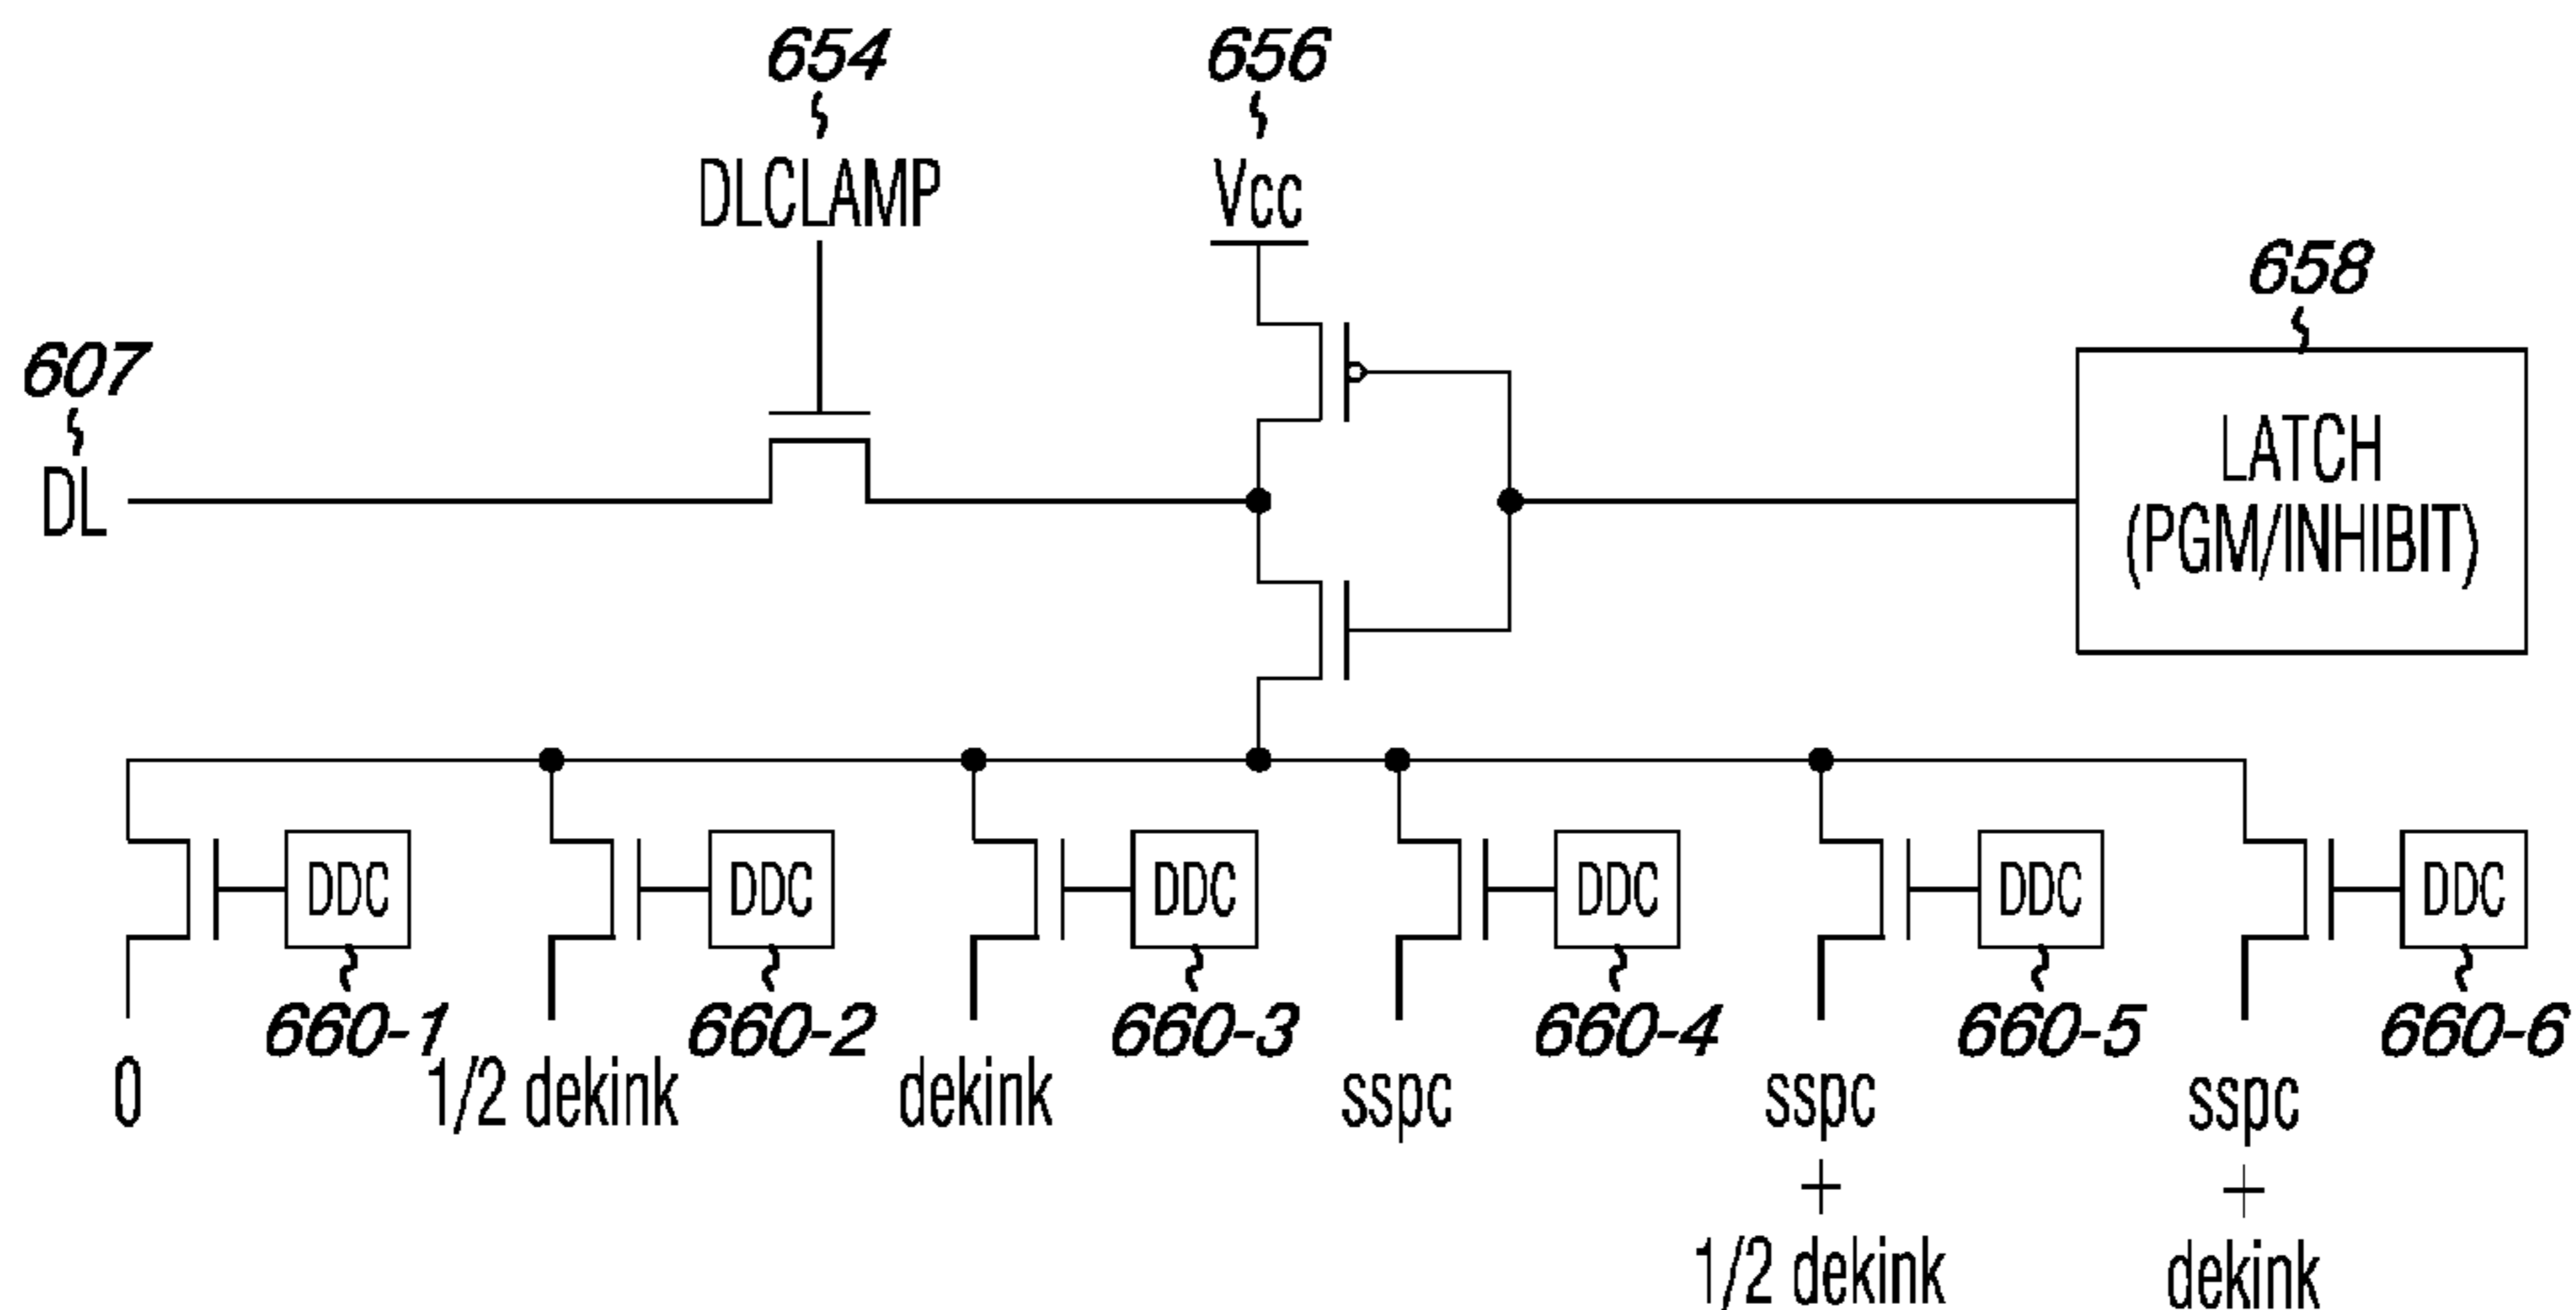 654
656
DLCLAMP
Vcc
658
607
DL
LATCH
(PGM/INHIBIT)
DDC
DDC
DDC
DDC
DDC
DDC
660-1
660-2
660-3
660-4
660-5
660-6
0
1/2 dekink
dekink
sspc
sspc
+
1/2 dekink
sspc
+
dekink